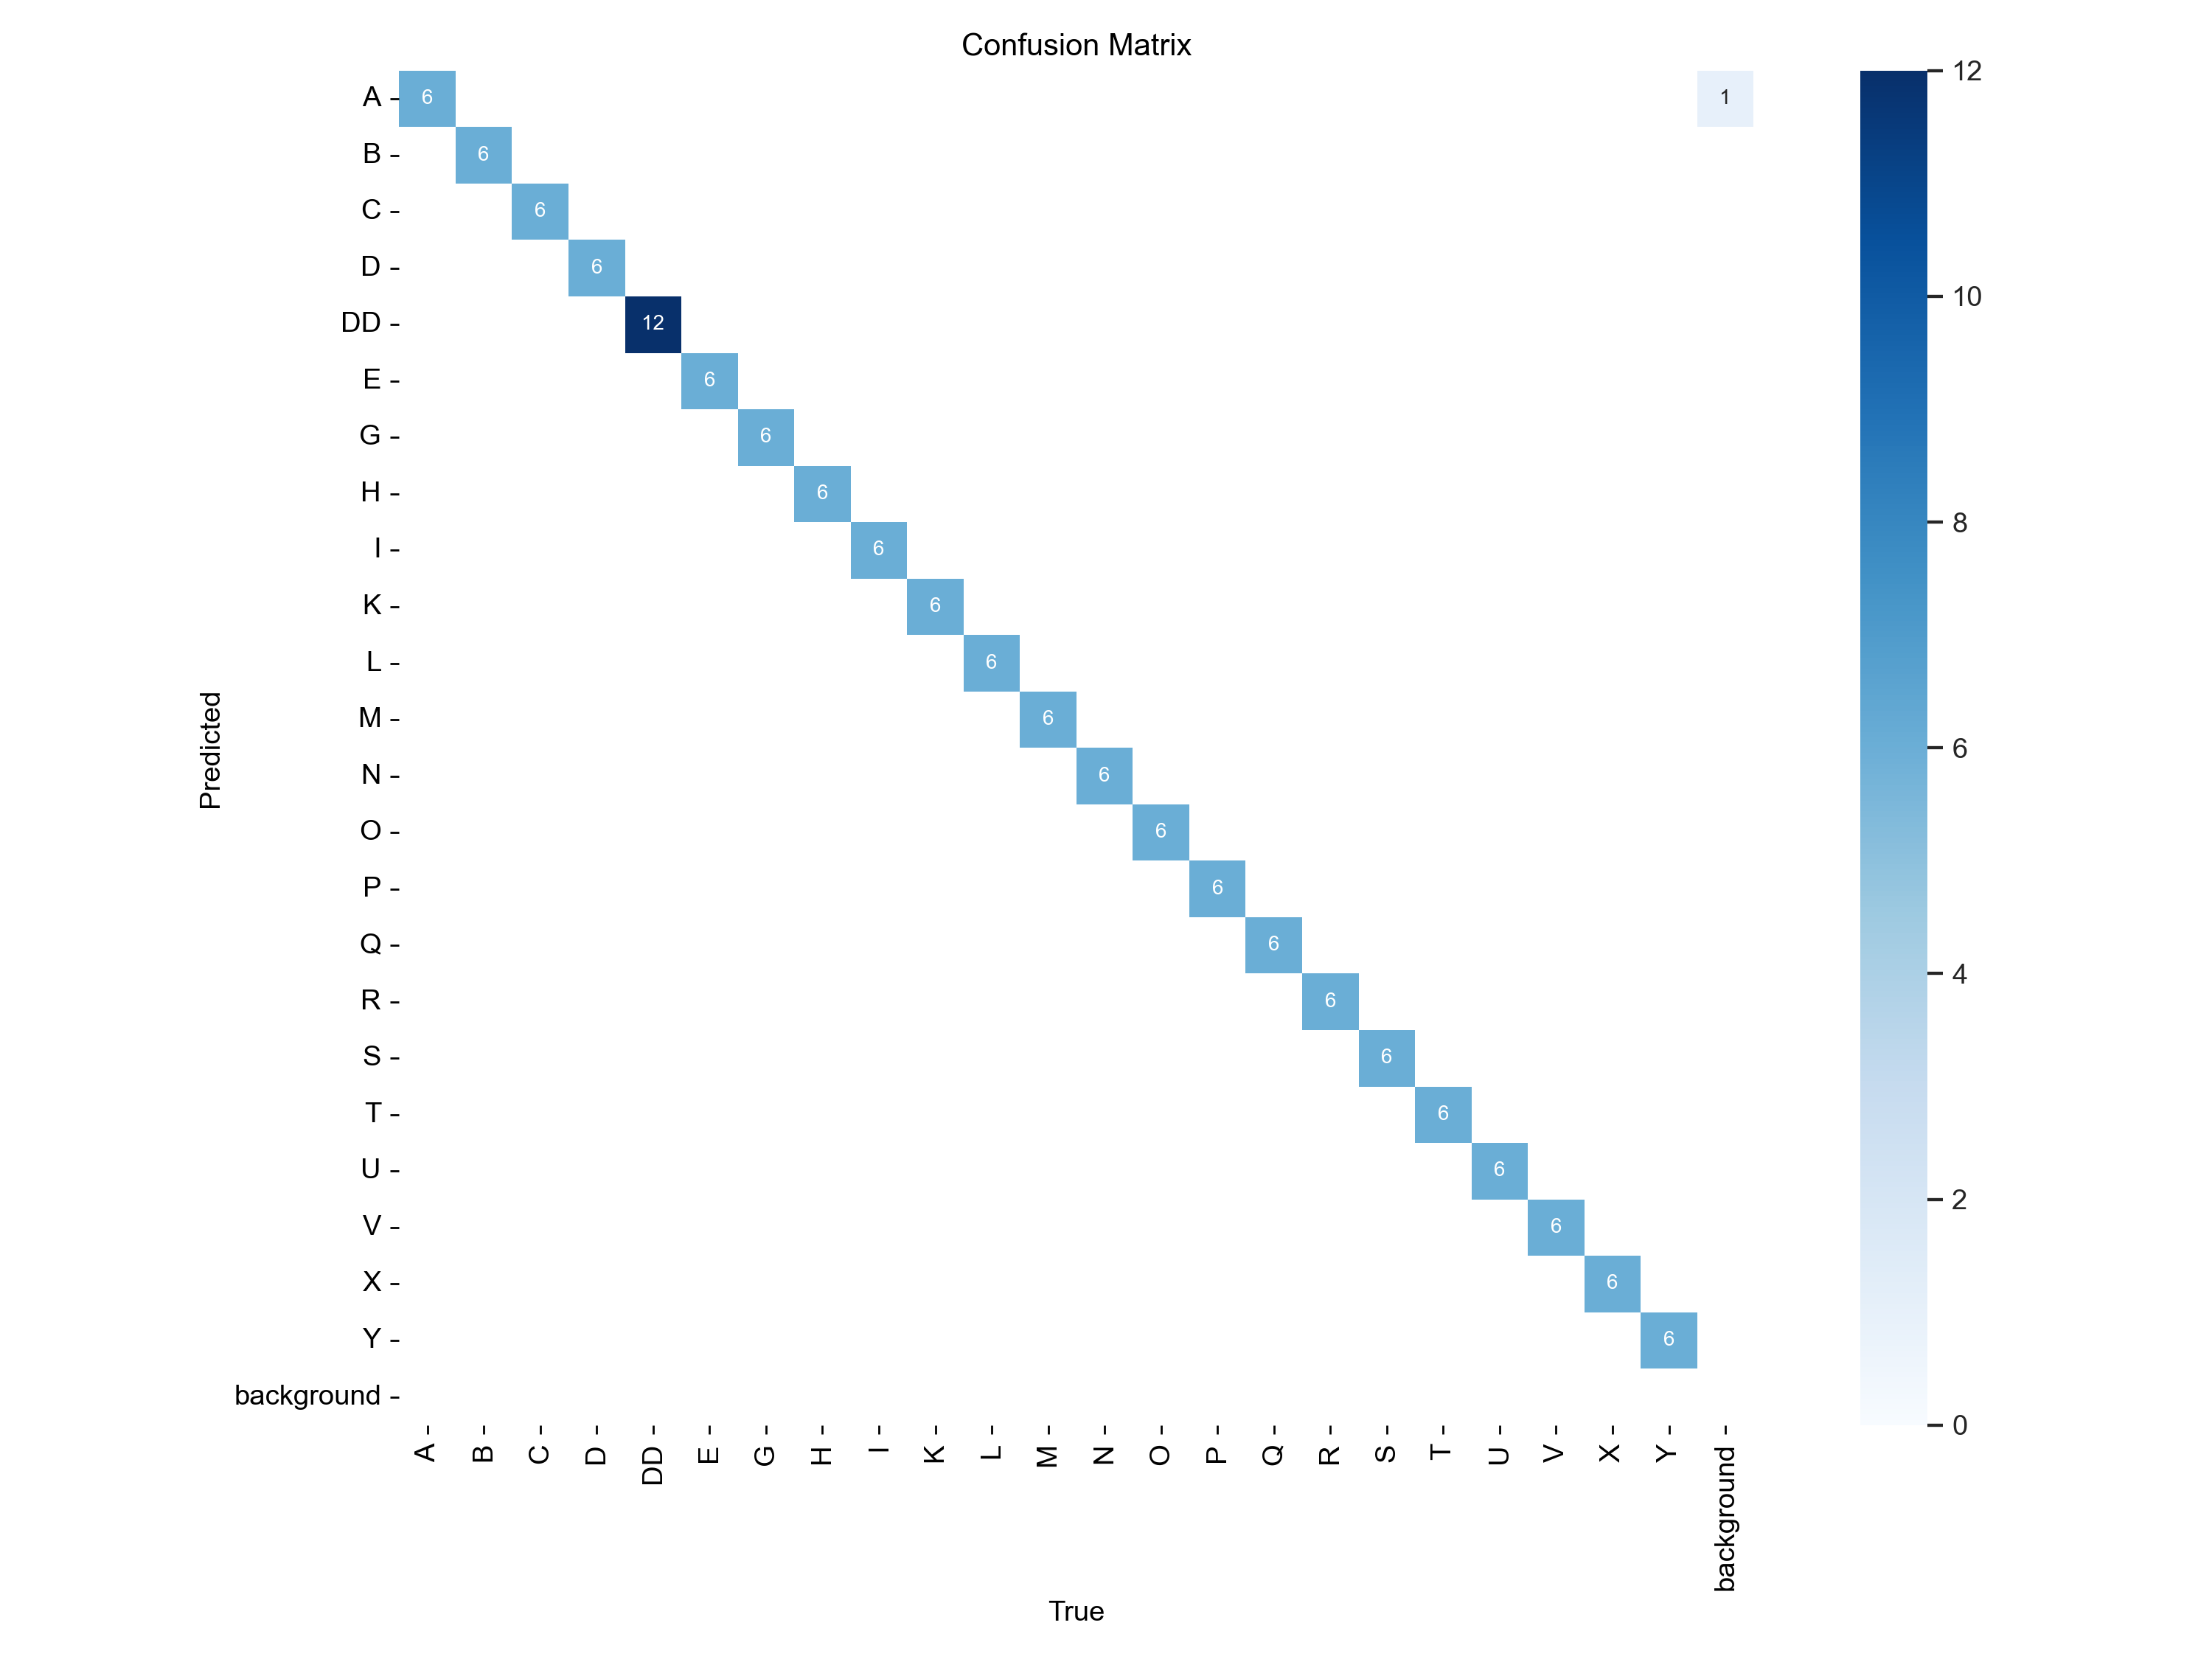 Confusion Matrix
A 6 1 12
B 6
C 6
D 6
DD 12 10
E 6
G 6
H 6
I 6 8
K 6
L 6
M 6
Predicted
N 6 6
O 6
P 6
Q 6
R 6 4
S 6
T 6
U 6
V 6 2
X 6
Y 6
background 0
A B C D DD E G H I K L M N O P Q R S T U V X Y background
True